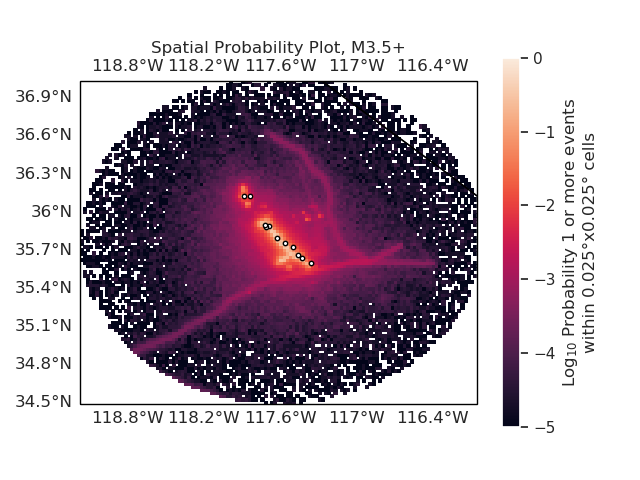 Spatial Probability Plot, M3.5+
118.8°W 118.2°W 117.6°W 117°W 116.4°W
36.9°N
36.6°N
36.3°N
36°N
35.7°N
35.4°N
35.1°N
34.8°N
34.5°N
118.8°W 118.2°W 117.6°W 117°W 116.4°W
0
−1
−2
−3
−4
−5
Log₁₀ Probability 1 or more events
within 0.025°x0.025° cells